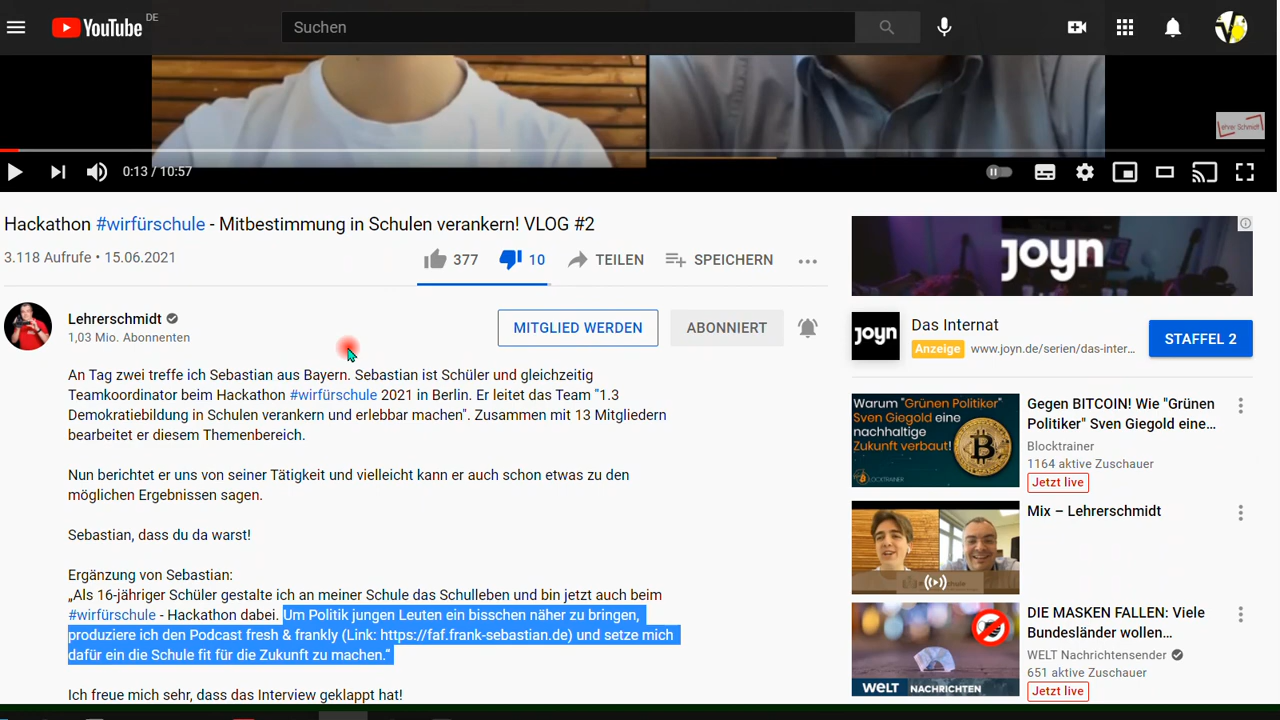 YouTube DE
Suchen
Lehrer Schmidt
0:13 / 10:57
Hackathon #wirfürschule - Mitbestimmung in Schulen verankern! VLOG #2
3.118 Aufrufe • 15.06.2021
377
10
TEILEN
SPEICHERN
Lehrerschmidt
1,03 Mio. Abonnenten
MITGLIED WERDEN
ABONNIERT
An Tag zwei treffe ich Sebastian aus Bayern. Sebastian ist Schüler und gleichzeitig
Teamkoordinator beim Hackathon #wirfürschule 2021 in Berlin. Er leitet das Team "1.3
Demokratiebildung in Schulen verankern und erlebbar machen". Zusammen mit 13 Mitgliedern
bearbeitet er diesem Themenbereich.
Nun berichtet er uns von seiner Tätigkeit und vielleicht kann er auch schon etwas zu den
möglichen Ergebnissen sagen.
Sebastian, dass du da warst!
Ergänzung von Sebastian:
„Als 16-jähriger Schüler gestalte ich an meiner Schule das Schulleben und bin jetzt auch beim
#wirfürschule - Hackathon dabei. Um Politik jungen Leuten ein bisschen näher zu bringen,
produziere ich den Podcast fresh & frankly (Link: https://faf.frank-sebastian.de) und setze mich
dafür ein die Schule fit für die Zukunft zu machen.“
Ich freue mich sehr, dass das Interview geklappt hat!
joyn
joyn
Das Internat
Anzeige www.joyn.de/serien/das-inter...
STAFFEL 2
Warum "Grünen Politiker"
Sven Giegold eine
nachhaltige
Zukunft verbaut!
BLOCKTRAINER
Gegen BITCOIN! Wie "Grünen
Politiker" Sven Giegold eine...
Blocktrainer
1164 aktive Zuschauer
Jetzt live
Mix – Lehrerschmidt
WELT NACHRICHTEN
DIE MASKEN FALLEN: Viele
Bundesländer wollen...
WELT Nachrichtensender
651 aktive Zuschauer
Jetzt live